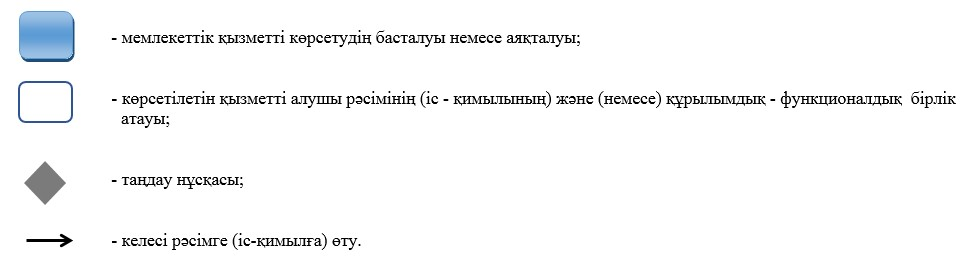 - мемлекеттік қызметті көрсетудің басталуы немесе аяқталуы;
- көрсетілетін қызметті алушы рәсімінің (іс - қимылының) және (немесе) құрылымдық - функционалдық бірлік
атауы;
- таңдау нұсқасы;
- келесі рәсімге (іс-қимылға) өту.